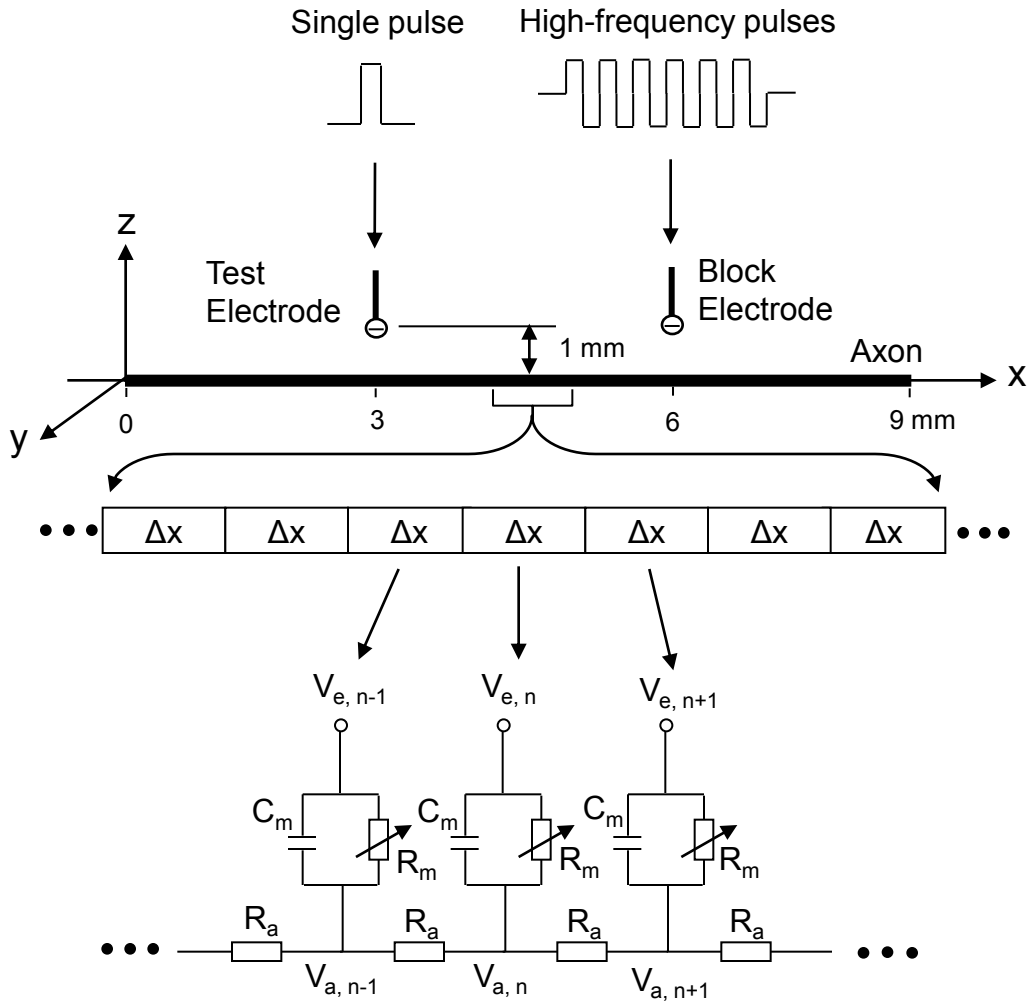 Single pulse
High-frequency pulses
z
Test
Electrode
Block
Electrode
1 mm
Axon
x
y
0
3
6
9 mm
Δx Δx Δx Δx Δx Δx Δx
V_e, n-1
V_e, n
V_e, n+1
C_m
R_m
C_m
R_m
C_m
R_m
R_a
R_a
R_a
R_a
V_a, n-1
V_a, n
V_a, n+1